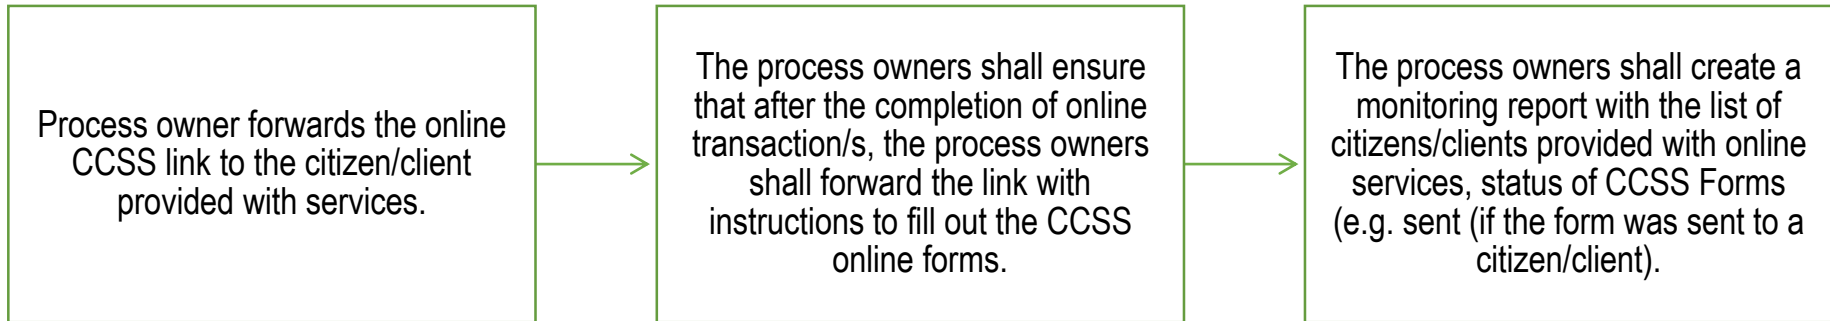 Process owner forwards the online
CCSS link to the citizen/client
provided with services.
The process owners shall ensure
that after the completion of online
transaction/s, the process owners
shall forward the link with
instructions to fill out the CCSS
online forms.
The process owners shall create a
monitoring report with the list of
citizens/clients provided with online
services, status of CCSS Forms
(e.g. sent (if the form was sent to a
citizen/client).